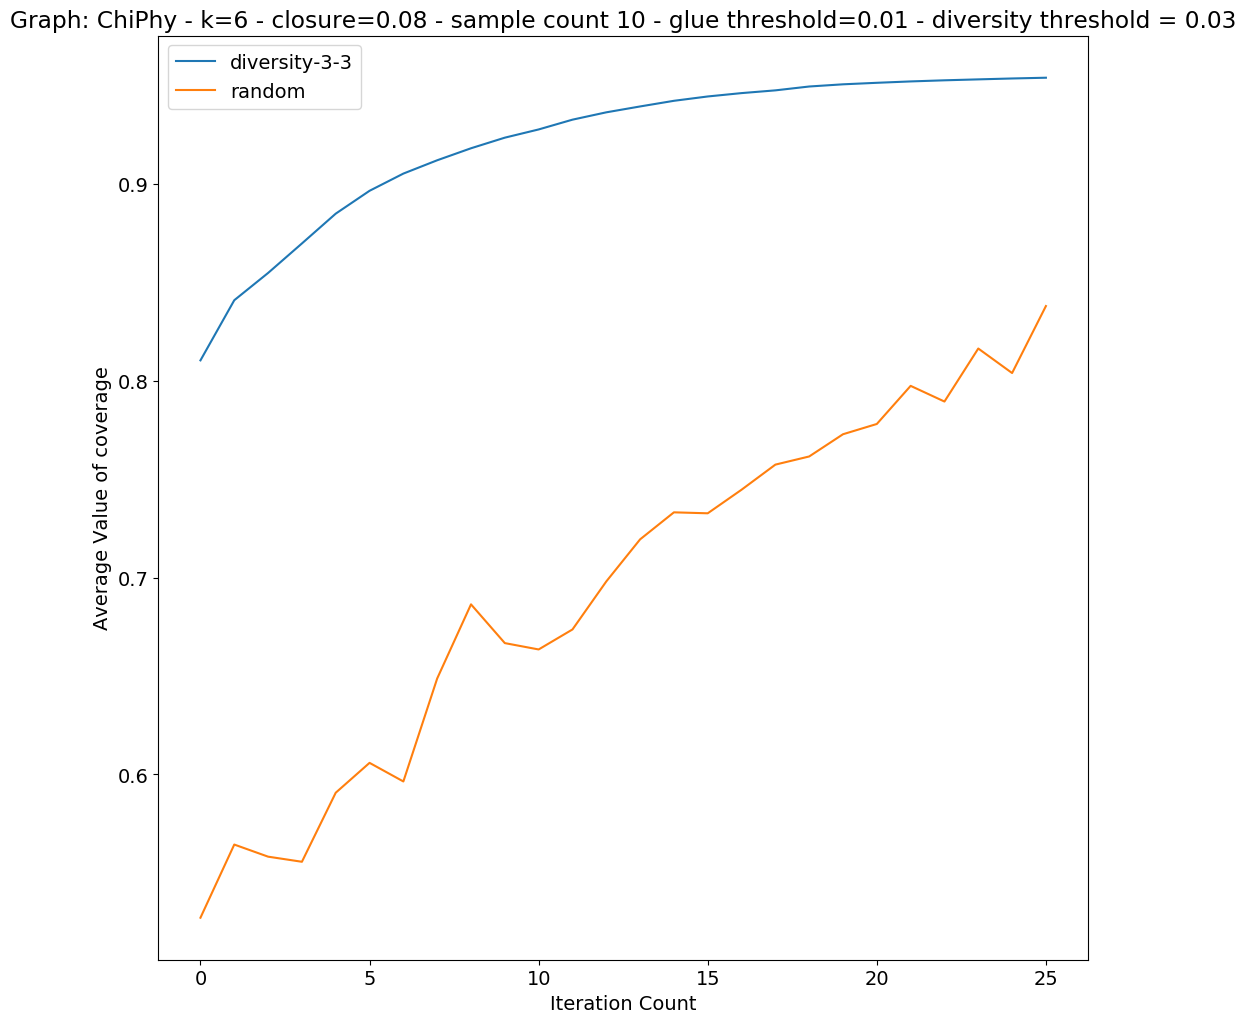 Graph: ChiPhy - k=6 - closure=0.08 - sample count 10 - glue threshold=0.01 - diversity threshold = 0.03
diversity-3-3
random
0.9
0.8
0.7
0.6
Average Value of coverage
0 5 10 15 20 25
Iteration Count